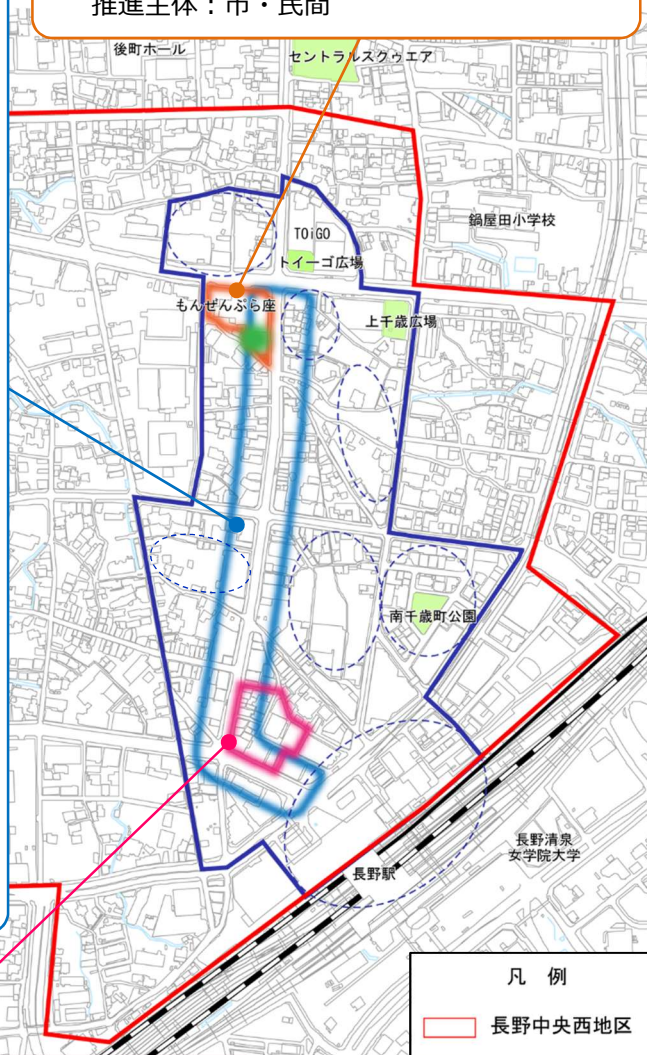 推進主体：市・民間
後町ホール
セントラルスクゥエア
鍋屋田小学校
TOiGO
トイーゴ広場
もんぜんぷら座
上千歳広場
南千歳町公園
長野清泉
女学院大学
長野駅
凡 例
長野中央西地区